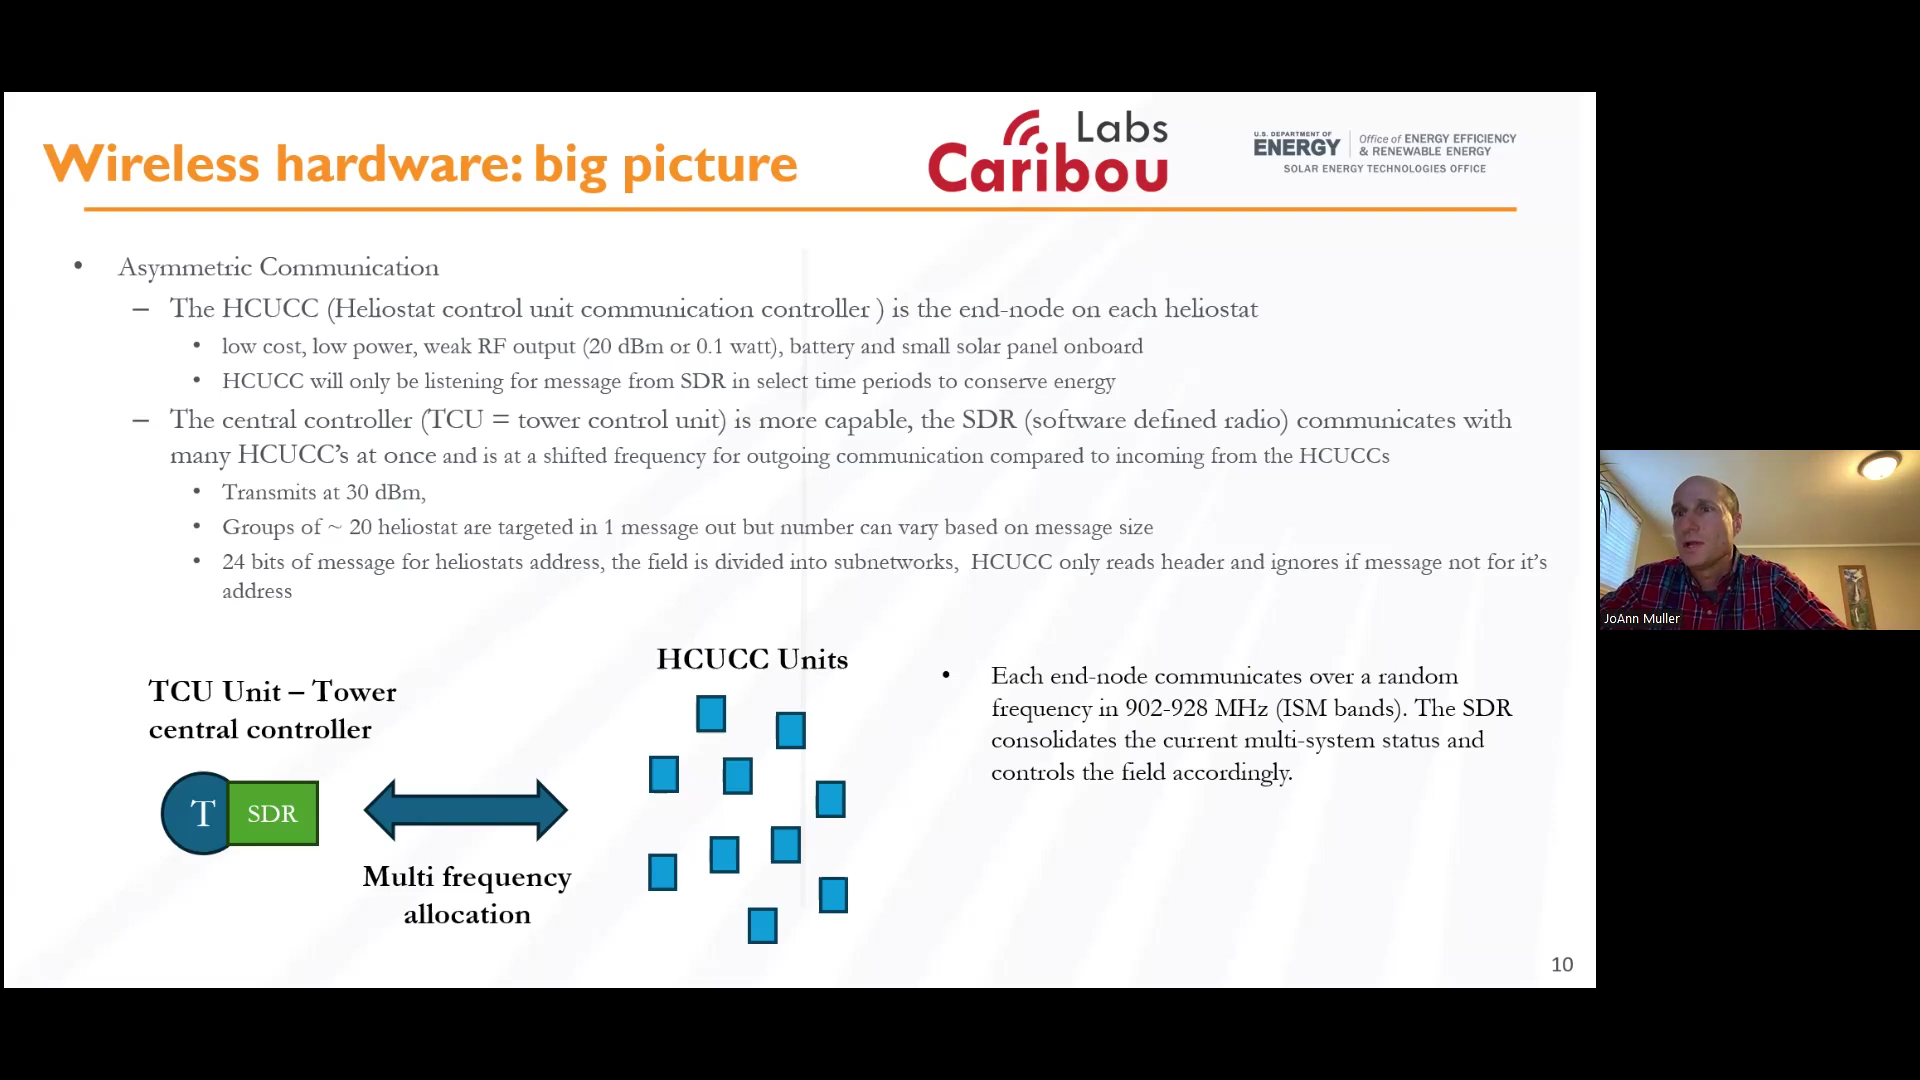 Wireless hardware: big picture
Labs
Caribou
U.S. DEPARTMENT OF
ENERGY
Office of ENERGY EFFICIENCY
& RENEWABLE ENERGY
SOLAR ENERGY TECHNOLOGIES OFFICE
• Asymmetric Communication
– The HCUCC (Heliostat control unit communication controller ) is the end-node on each heliostat
• low cost, low power, weak RF output (20 dBm or 0.1 watt), battery and small solar panel onboard
• HCUCC will only be listening for message from SDR in select time periods to conserve energy
– The central controller (TCU = tower control unit) is more capable, the SDR (software defined radio) communicates with
many HCUCC's at once and is at a shifted frequency for outgoing communication compared to incoming from the HCUCCs
• Transmits at 30 dBm,
• Groups of ~ 20 heliostat are targeted in 1 message out but number can vary based on message size
• 24 bits of message for heliostats address, the field is divided into subnetworks,  HCUCC only reads header and ignores if message not for it's
address
TCU Unit – Tower
central controller
T
SDR
Multi frequency
allocation
HCUCC Units
• Each end-node communicates over a random
frequency in 902-928 MHz (ISM bands). The SDR
consolidates the current multi-system status and
controls the field accordingly.
10
JoAnn Muller